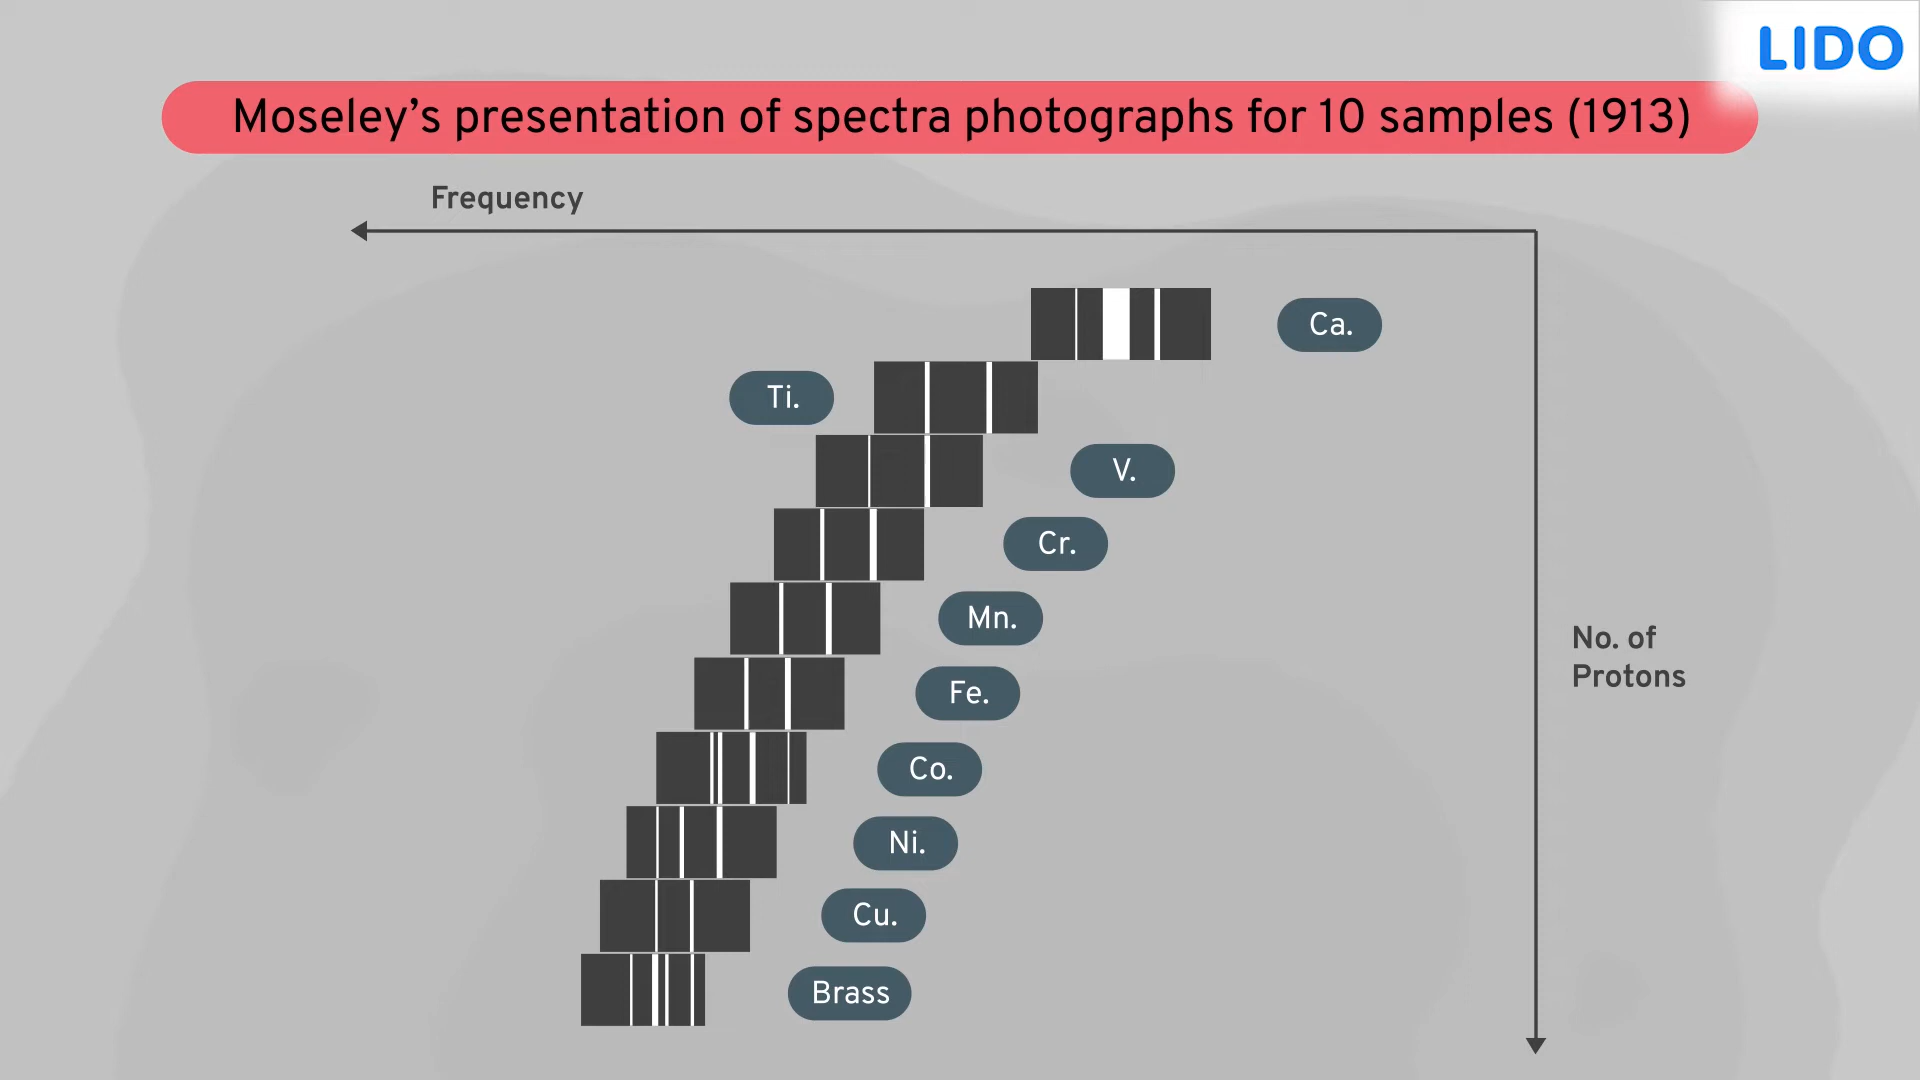 LIDO
Moseley's presentation of spectra photographs for 10 samples (1913)
Frequency
Ca.
Ti.
V.
Cr.
Mn.
Fe.
No. of
Protons
Co.
Ni.
Cu.
Brass